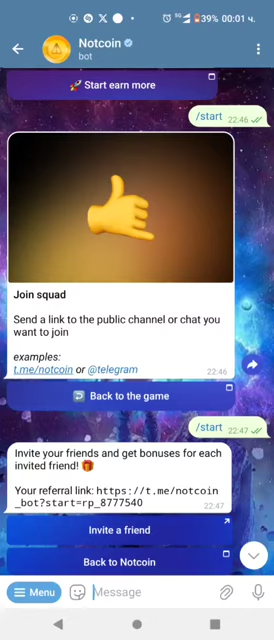 5G
39% 00:01 ч.
Notcoin
bot
🚀 Start earn more
/start 22:46
Join squad
Send a link to the public channel or chat you
want to join
examples:
t.me/notcoin or @telegram
22:46
Back to the game
/start 22:47
Invite your friends and get bonuses for each
invited friend! 🎁
Your referral link: https://t.me/notcoin
_bot?start=rp_8777540
22:47
Invite a friend
Back to Notcoin
Menu
Message